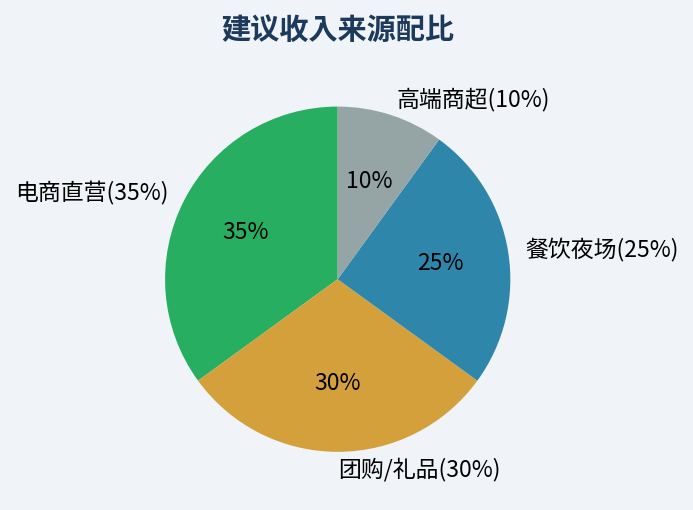 建议收入来源配比
高端商超(10%)
10%
电商直营(35%)
35%
餐饮夜场(25%)
25%
30%
团购/礼品(30%)